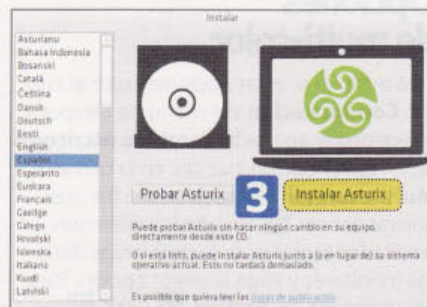 Instalar
Asturianu
Bahasa Indonesia
Bosanski
Català
Čeština
Dansk
Deutsch
Eesti
English
Español
Esperanto
Euskara
Français
Gaeilge
Galego
Hrvatski
Íslenska
Italiano
Kurdî
Latviski
Probar Asturix
3
Instalar Asturix
Puede probar Asturix sin hacer ningún cambio en su equipo,
directamente desde este CD.
O si está listo, puede instalar Asturix junto a (o en lugar de) su sistema
operativo actual. Esto no tardará demasiado.
Es posible que quiera leer las notas de publicación